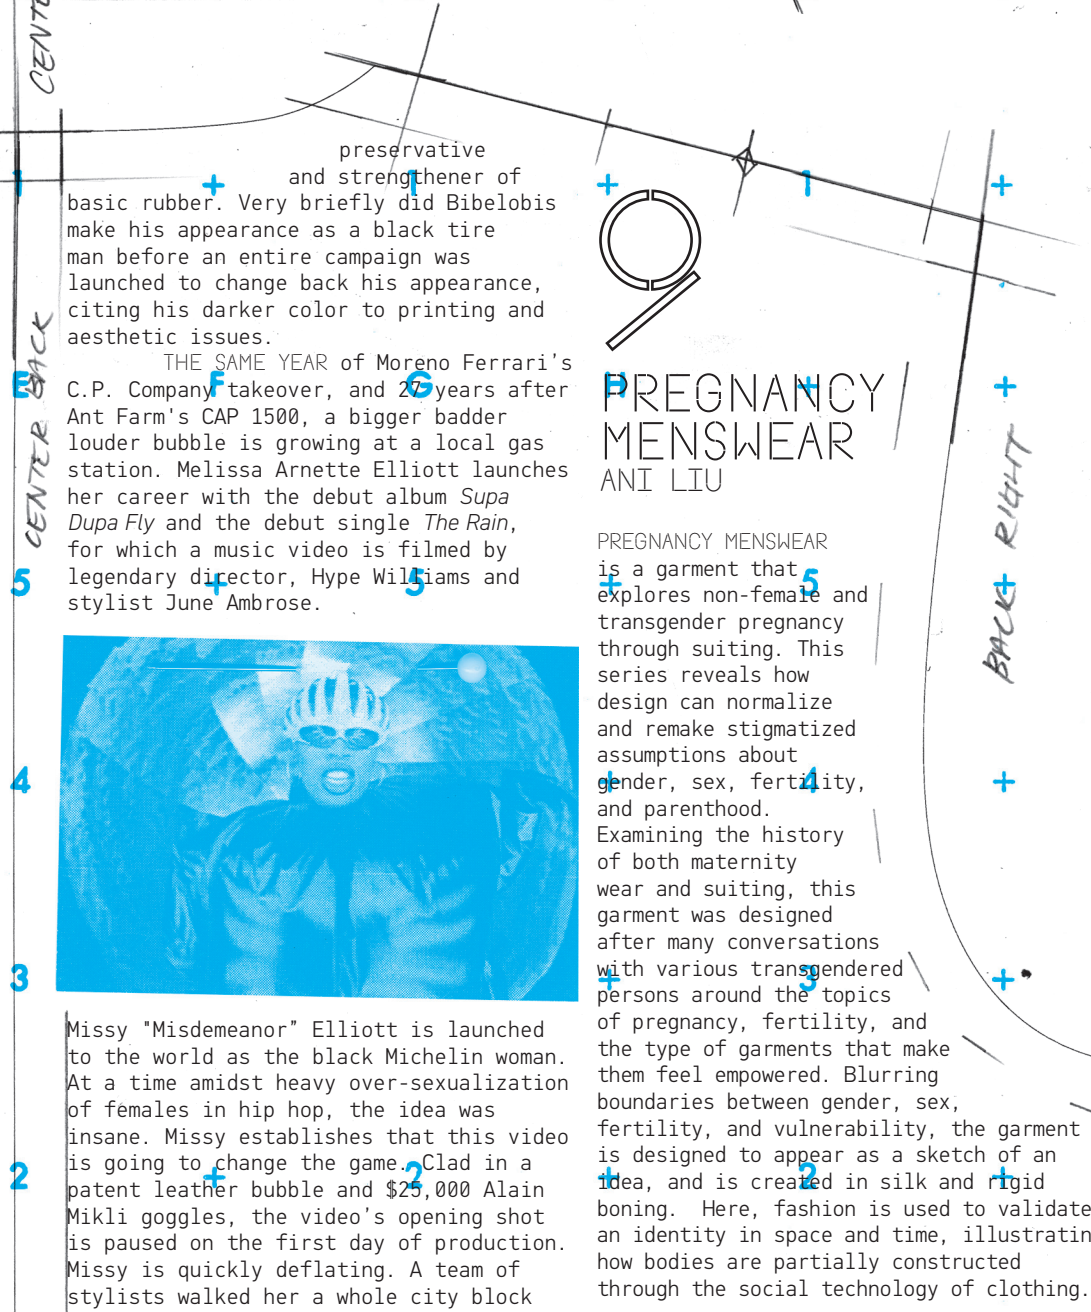 CENTER BACK
preservative
and strengthener of
basic rubber. Very briefly did Bibelobis
make his appearance as a black tire
man before an entire campaign was
launched to change back his appearance,
citing his darker color to printing and
aesthetic issues.
THE SAME YEAR of Moreno Ferrari's
C.P. Company takeover, and 27 years after
Ant Farm's CAP 1500, a bigger badder
louder bubble is growing at a local gas
station. Melissa Arnette Elliott launches
her career with the debut album Supa
Dupa Fly and the debut single The Rain,
for which a music video is filmed by
legendary director, Hype Williams and
stylist June Ambrose.
Missy "Misdemeanor” Elliott is launched
to the world as the black Michelin woman.
At a time amidst heavy over-sexualization
of females in hip hop, the idea was
insane. Missy establishes that this video
is going to change the game. Clad in a
patent leather bubble and $25,000 Alain
Mikli goggles, the video's opening shot
is paused on the first day of production.
Missy is quickly deflating. A team of
stylists walked her a whole city block
9
PREGNANCY
MENSWEAR
ANI LIU
PREGNANCY MENSWEAR
is a garment that
explores non-female and
transgender pregnancy
through suiting. This
series reveals how
design can normalize
and remake stigmatized
assumptions about
gender, sex, fertility,
and parenthood.
Examining the history
of both maternity
wear and suiting, this
garment was designed
after many conversations
with various transgendered
persons around the topics
of pregnancy, fertility, and
the type of garments that make
them feel empowered. Blurring
boundaries between gender, sex,
fertility, and vulnerability, the garment
is designed to appear as a sketch of an
idea, and is created in silk and rigid
boning. Here, fashion is used to validate
an identity in space and time, illustratin
how bodies are partially constructed
through the social technology of clothing.
BACK RIGHT
1 + 1 + 1 +
E F G H + +
5 + 5 + 5 +
4 + 4 +
3 + 3 +
2 + 2 + 2 +